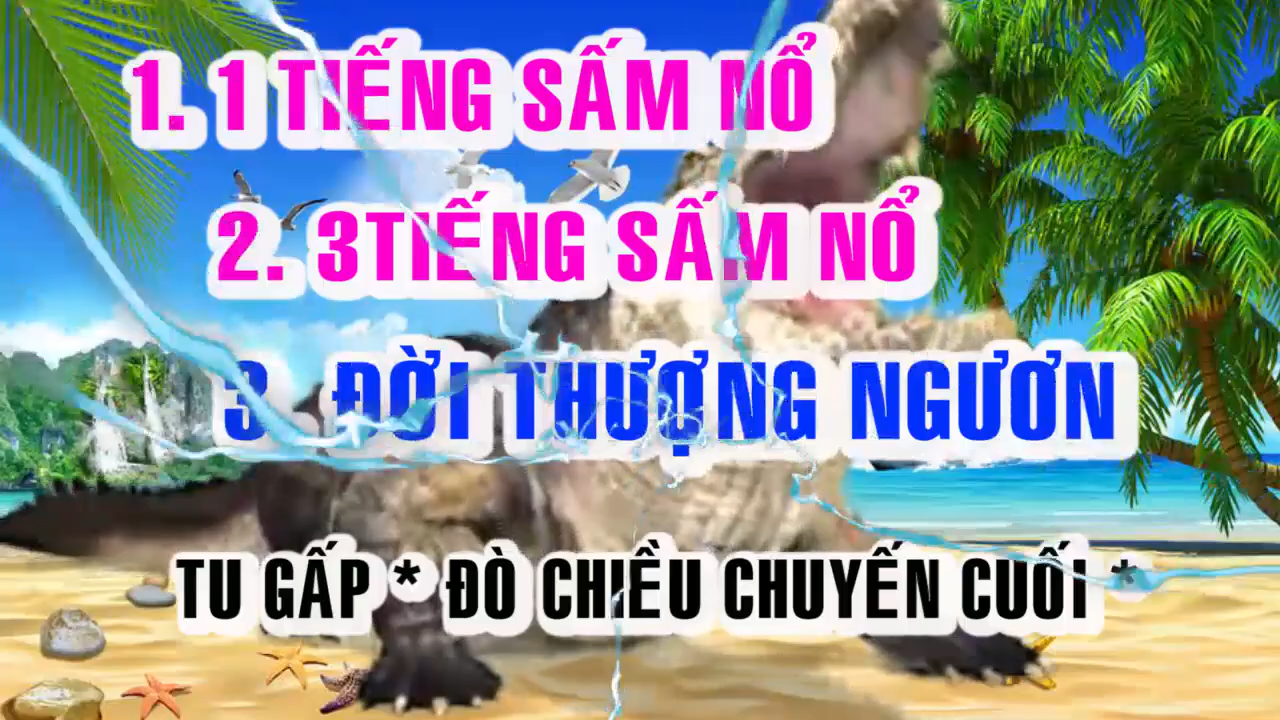 1. 1 TIẾNG SẤM NỔ
2. 3TIẾNG SẤM NỔ
3. ĐỜI THƯỢNG NGƯƠN
TU GẤP * ĐÒ CHIỀU CHUYẾN CUỐI *